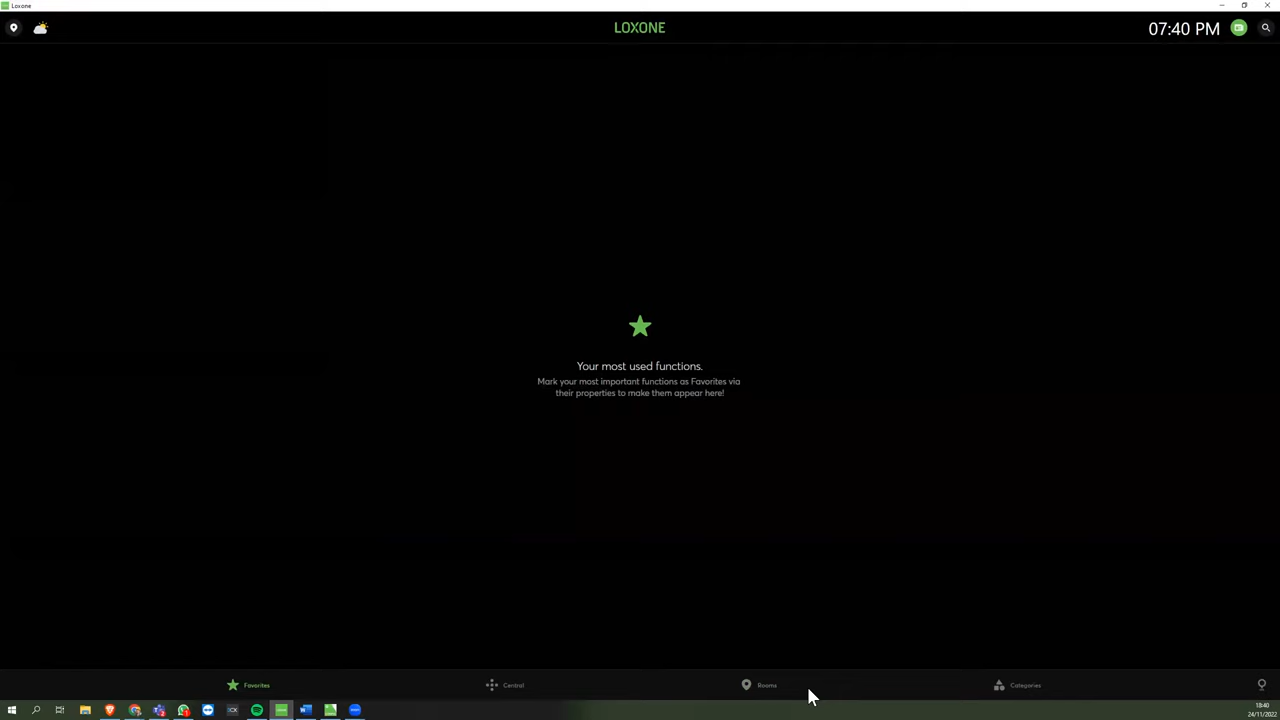 Loxone
LOXONE
07:40 PM
Your most used functions.
Mark your most important functions as Favorites via
their properties to make them appear here!
Favorites
Central
Rooms
Categories
18:40
24/11/2022